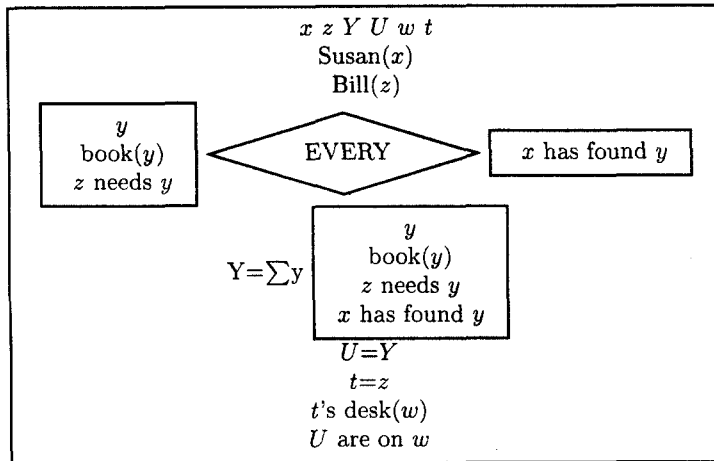 x z Y U w t
Susan(x)
Bill(z)
y
book(y)
z needs y
EVERY
x has found y
Y=∑y
y
book(y)
z needs y
x has found y
U=Y
t=z
t's desk(w)
U are on w